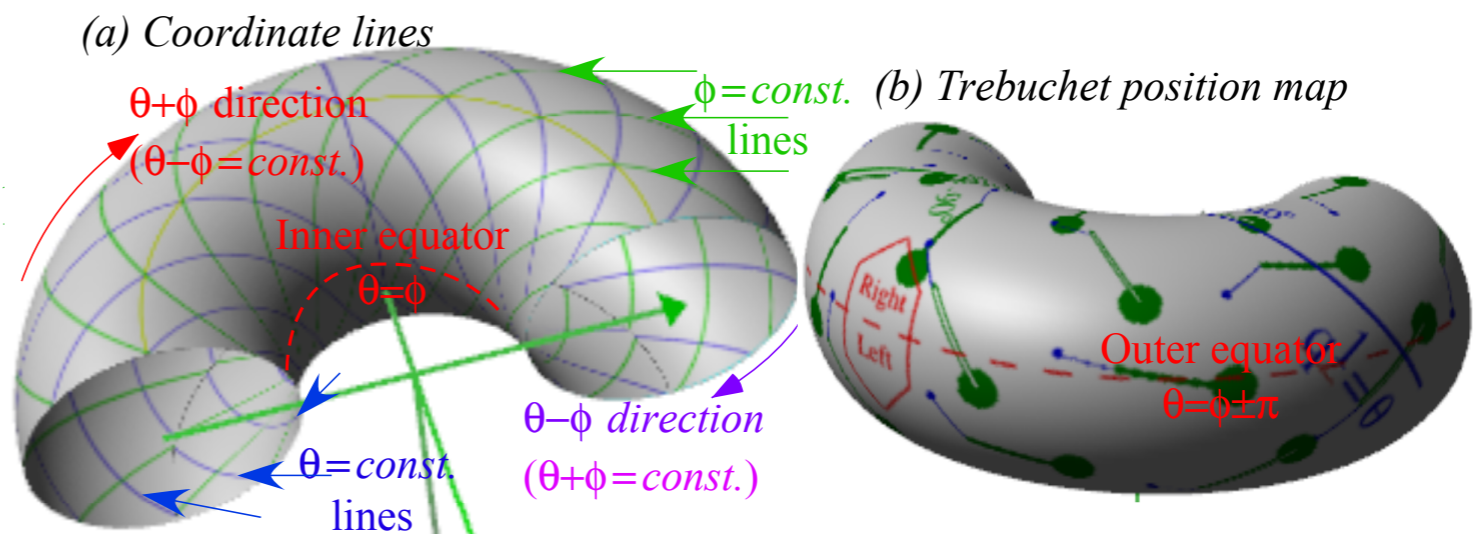 (a) Coordinate lines
θ+ϕ direction
(θ−ϕ=const.)
ϕ=const.
lines
Inner equator
θ=ϕ
θ−ϕ direction
(θ+ϕ=const.)
θ=const.
lines
(b) Trebuchet position map
Right
Left
Outer equator
θ=ϕ±π